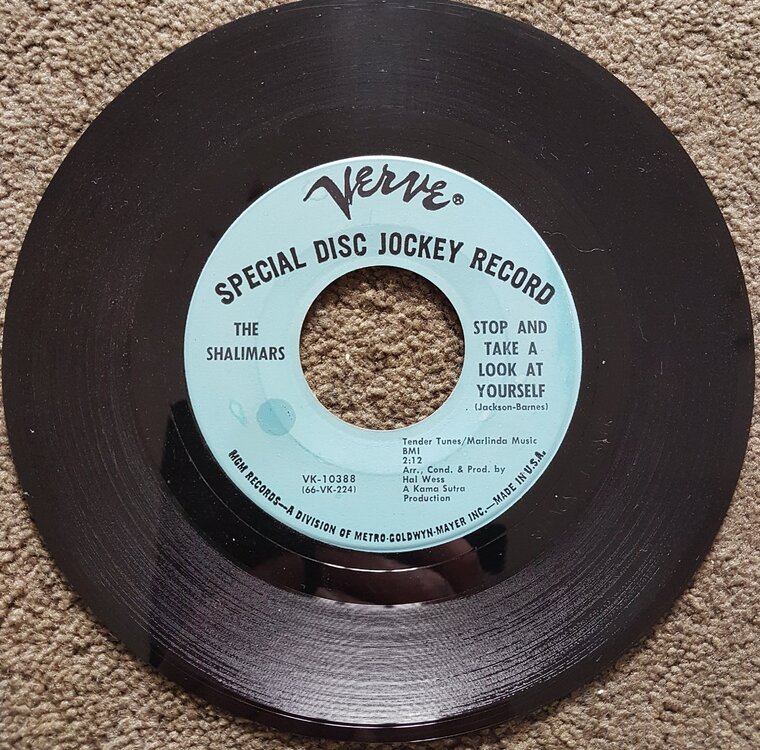 VERVE®
SPECIAL DISC JOCKEY RECORD
THE
SHALIMARS
STOP AND
TAKE A
LOOK AT
YOURSELF
(Jackson-Barnes)
Tender Tunes/Marlinda Music
BMI
2:12
Arr., Cond. & Prod. by
Hal Wess
A Kama Sutra
Production
VK-10388
(66-VK-224)
MGM RECORDS—A DIVISION OF METRO-GOLDWYN-MAYER INC.—MADE IN U.S.A.